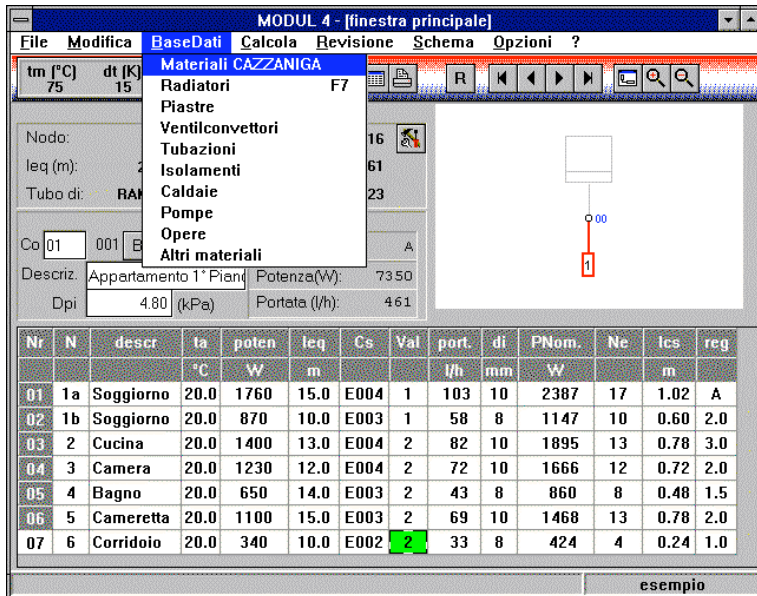 MODUL 4 - [finestra principale]
File Modifica BaseDati Calcola Revisione Schema Opzioni ?
tm [°C] dt [K]
75 15
R
Materiali CAZZANIGA
Radiatori F7
Piastre
Ventilconvettori
Tubazioni
Isolamenti
Caldaie
Pompe
Opere
Altri materiali
Nodo: 16
leq (m): 61
Tubo di: 23
00
1
Co 01 001 A
Descriz. Appartamento 1° Piano Potenza(W): 7350
Dpi 4.80 (kPa) Portata (l/h): 461
Nr N descr ta poten leq Cs Val port. di PNom. Ne lcs reg
°C W m l/h mm W m
01 1a Soggiorno 20.0 1760 15.0 E004 1 103 10 2387 17 1.02 A
02 1b Soggiorno 20.0 870 10.0 E003 1 58 8 1147 10 0.60 2.0
03 2 Cucina 20.0 1400 13.0 E004 2 82 10 1895 13 0.78 3.0
04 3 Camera 20.0 1230 12.0 E004 2 72 10 1666 12 0.72 2.0
05 4 Bagno 20.0 650 14.0 E003 2 43 8 860 8 0.48 1.5
06 5 Cameretta 20.0 1100 15.0 E003 2 69 10 1468 13 0.78 2.0
07 6 Corridoio 20.0 340 10.0 E002 2 33 8 424 4 0.24 1.0
esempio